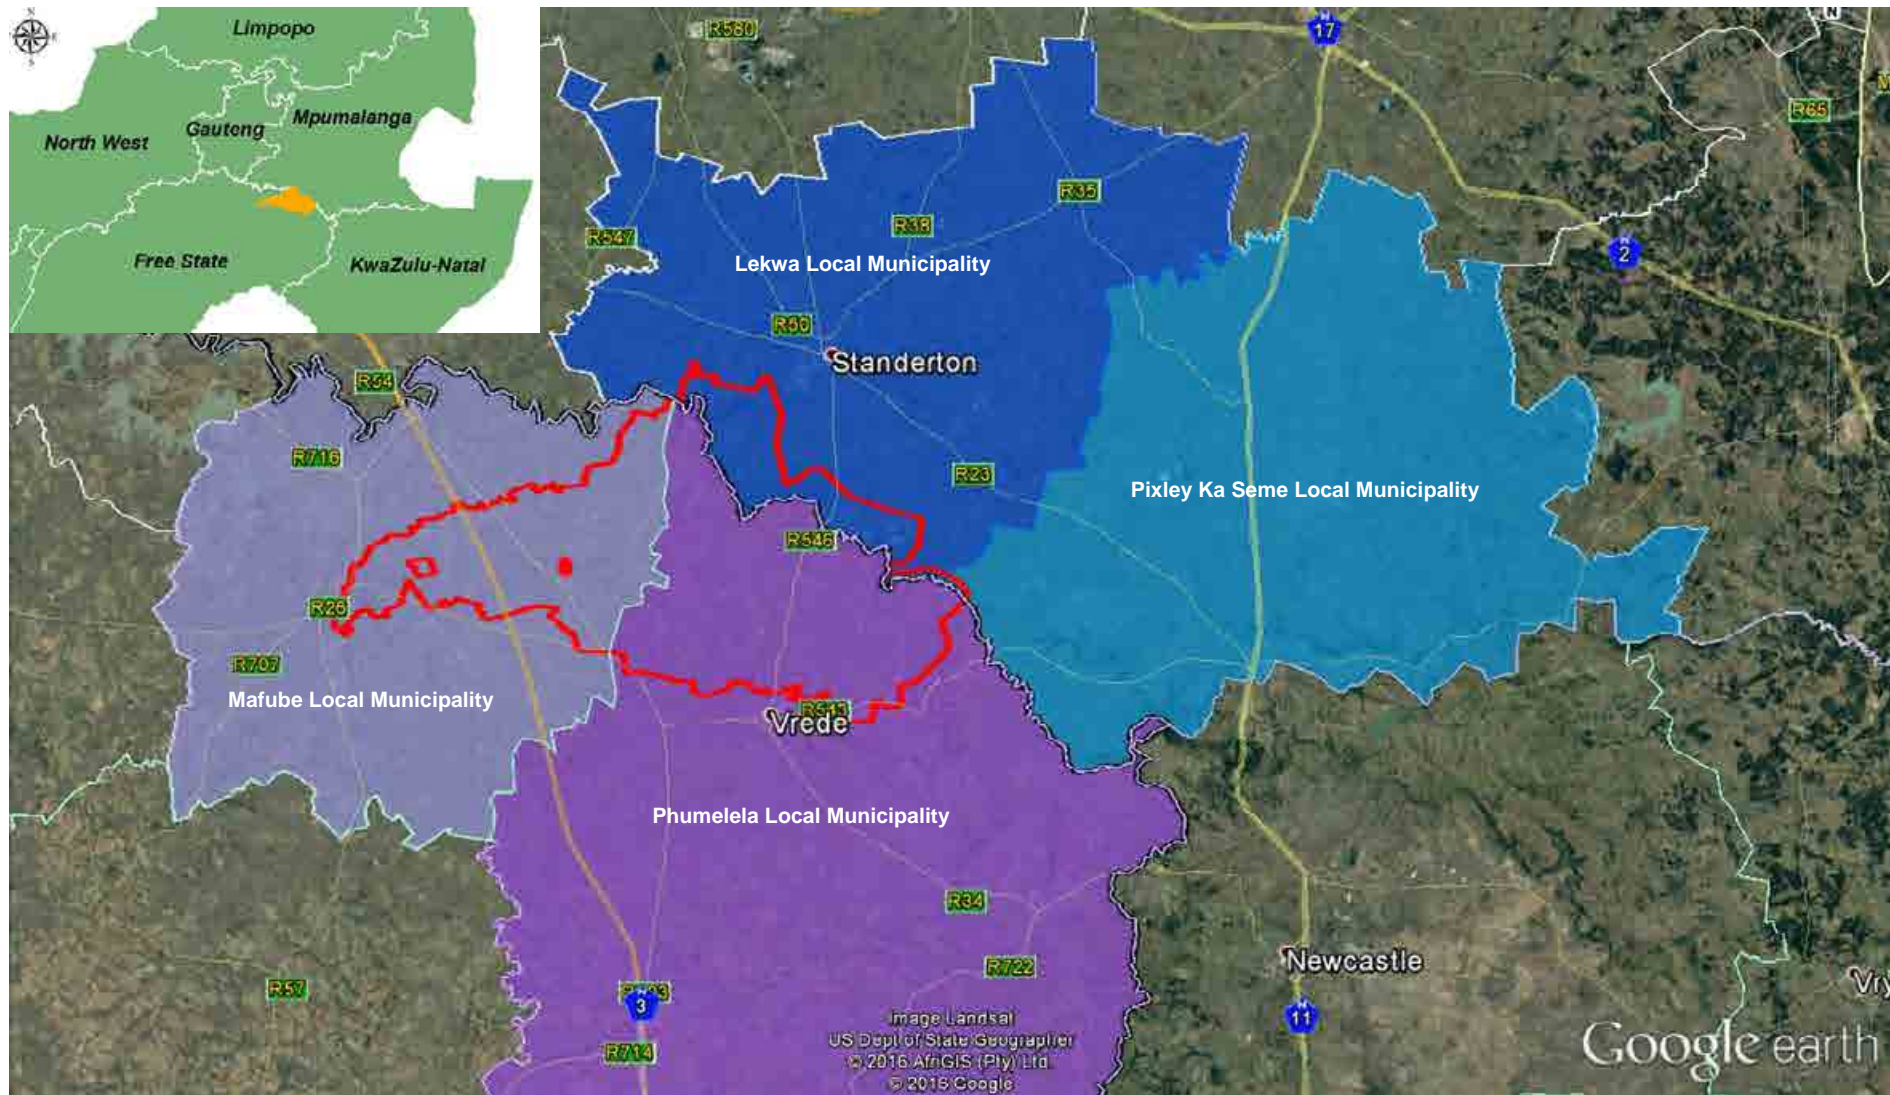 N
Limpopo
R580
17
N
Mpumalanga
Gauteng
North West
R65
R35
R38
R547
Free State
KwaZulu-Natal
Lekwa Local Municipality
2
R50
Standerton
R54
R716
R23
Pixley Ka Seme Local Municipality
R546
R26
R707
Mafube Local Municipality
R543
Vrede
Phumelela Local Municipality
R34
Newcastle
R722
R57
3
Vry
11
R714
Image Landsat
US Dept of State Geographer
© 2016 AfriGIS (Pty) Ltd.
© 2016 Google
Google earth